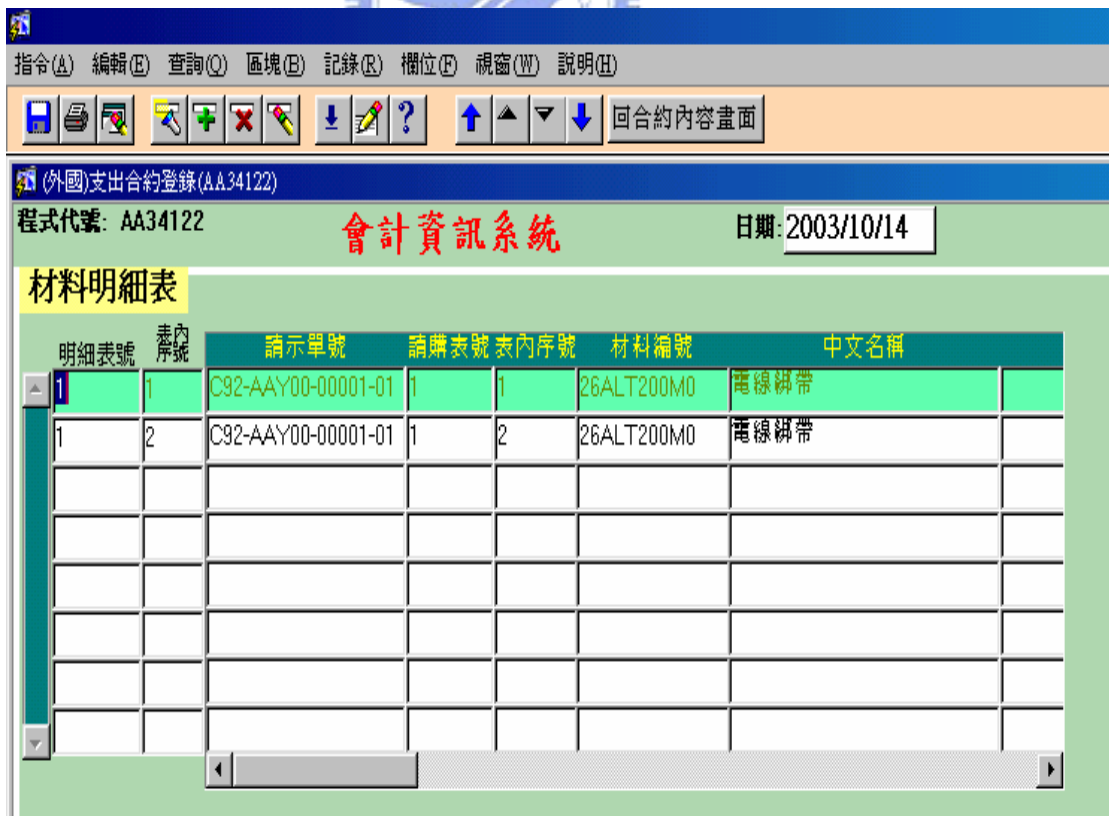 指令(A) 編輯(E) 查詢(Q) 區塊(B) 記錄(R) 欄位(F) 視窗(W) 說明(H)
回合約內容畫面
(外國)支出合約登錄(AA34122)
程式代號: AA34122 會計資訊系統 日期: 2003/10/14
材料明細表
明細表號 表內序號 請示單號 請購表號 表內序號 材料編號 中文名稱
1 1 C92-AAY00-00001-01 1 1 26ALT200M0 電線綁帶
1 2 C92-AAY00-00001-01 1 2 26ALT200M0 電線綁帶